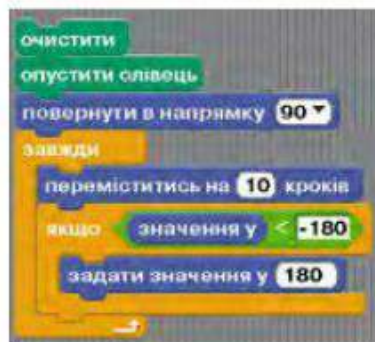 очистити
опустити олівець
повернути в напрямку 90
завжди
переміститись на 10 кроків
якщо значення у < -180
задати значення у 180